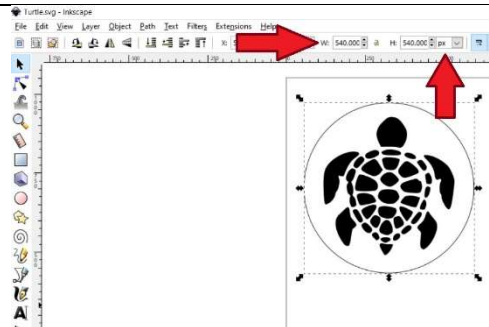 Turtle.svg - Inkscape
File Edit View Layer Object Path Text Filters Extensions Help
X: W: 540.000 H: 540.000 px
A